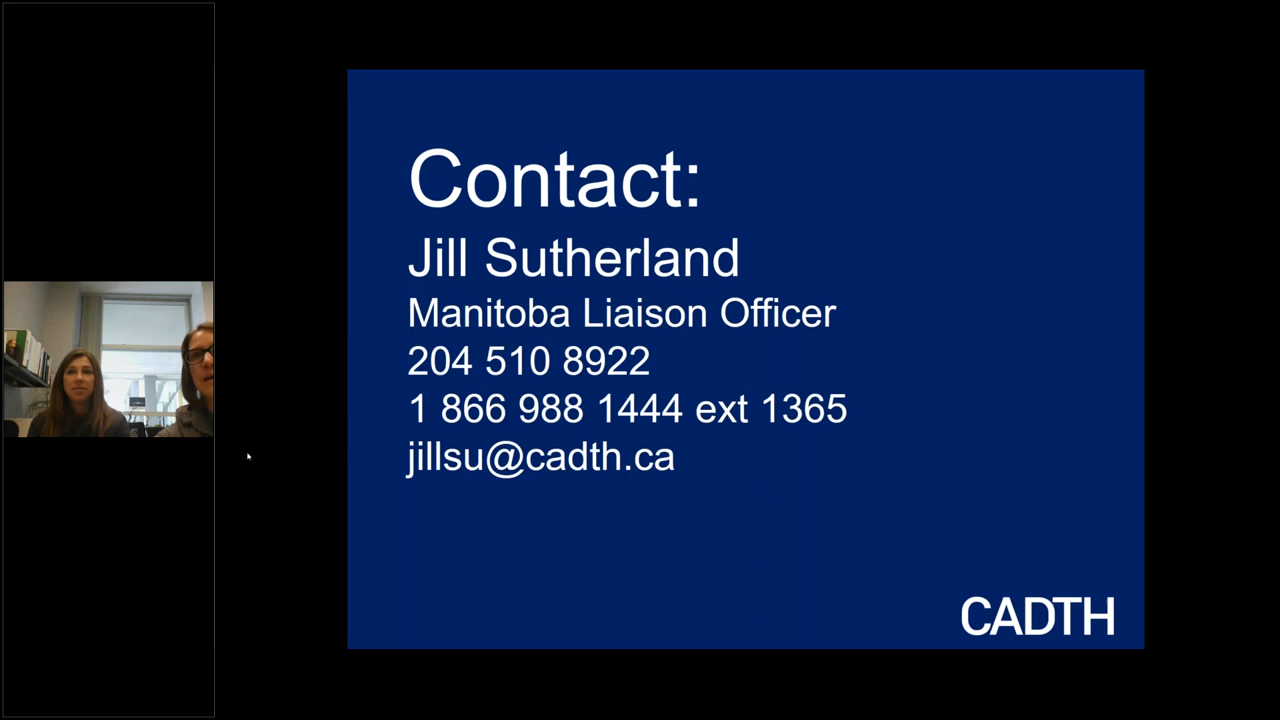 Contact:
Jill Sutherland
Manitoba Liaison Officer
204 510 8922
1 866 988 1444 ext 1365
jillsu@cadth.ca
CADTH